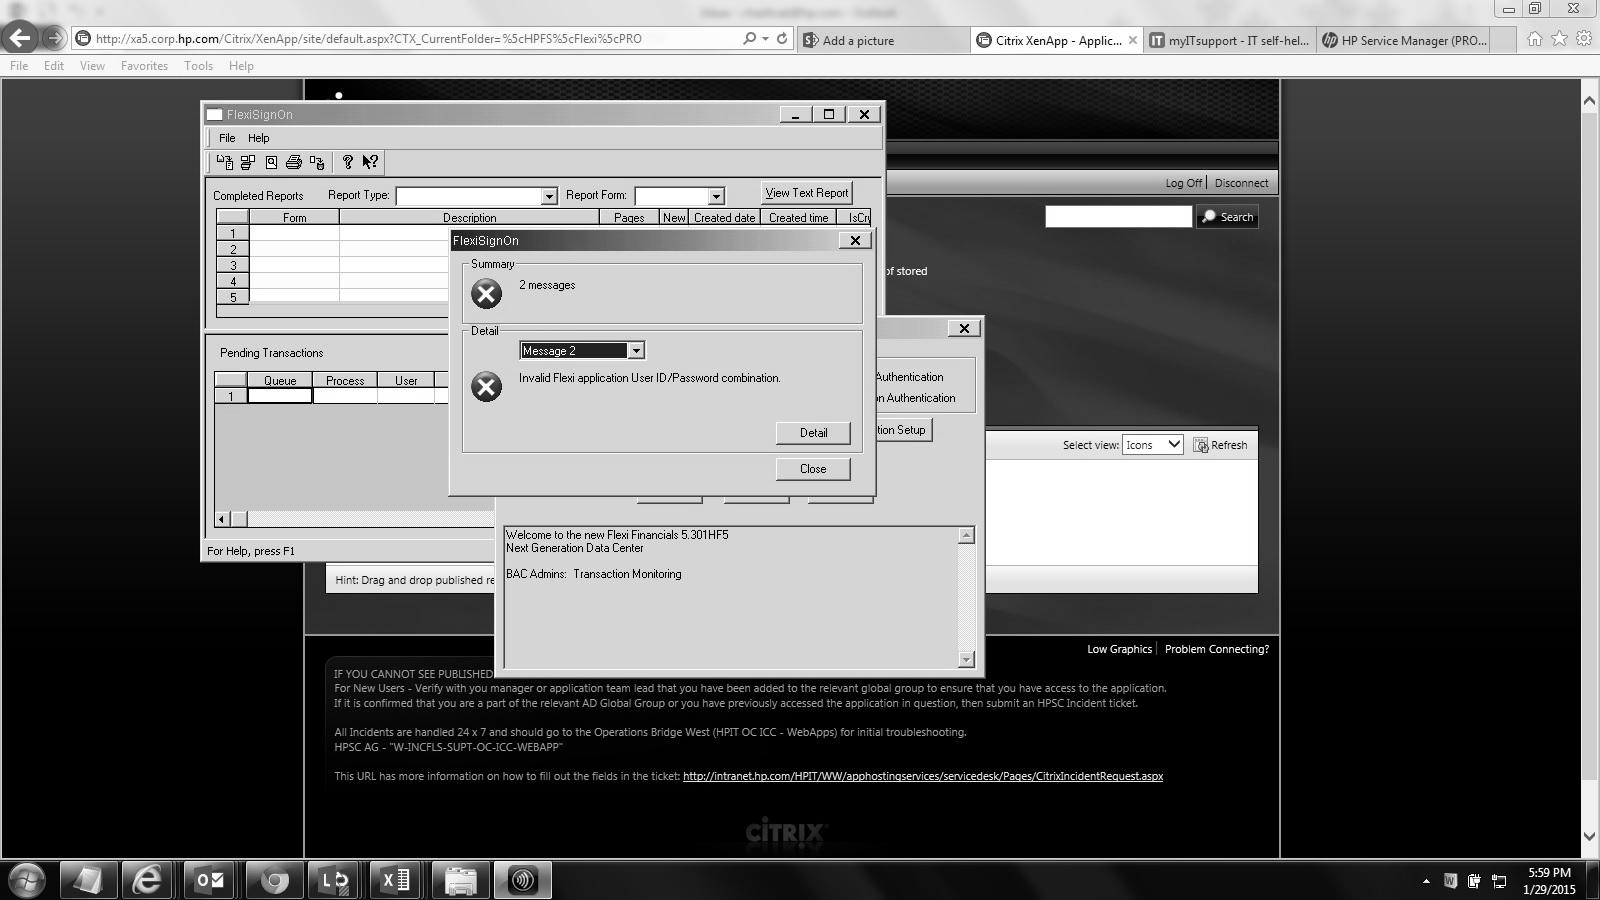 http://xa5.corp.hp.com/Citrix/XenApp/site/default.aspx?CTX_CurrentFolder=%5cHPFS%5cFlexi%5cPRO
Add a picture
Citrix XenApp - Applic...
myITsupport - IT self-hel...
HP Service Manager (PRO...
File Edit View Favorites Tools Help
FlexiSignOn
File Help
Completed Reports Report Type: Report Form: View Text Report
Form Description Pages New Created date Created time IsCry
1
2
3
4
5
Pending Transactions
Queue Process User
1
For Help, press F1
FlexiSignOn
Summary
2 messages
Detail
Message 2
Invalid Flexi application User ID/Password combination.
Detail
Close
Authentication
n Authentication
tion Setup
Welcome to the new Flexi Financials 5.301HF5
Next Generation Data Center
BAC Admins: Transaction Monitoring
Log Off Disconnect
Search
of stored
Select view: Icons Refresh
Hint: Drag and drop published re
Low Graphics Problem Connecting?
IF YOU CANNOT SEE PUBLISHED
For New Users - Verify with you manager or application team lead that you have been added to the relevant global group to ensure that you have access to the application.
If it is confirmed that you are a part of the relevant AD Global Group or you have previously accessed the application in question, then submit an HPSC Incident ticket.
All Incidents are handled 24 x 7 and should go to the Operations Bridge West (HPIT OC ICC - WebApps) for initial troubleshooting.
HPSC AG - "W-INCFLS-SUPT-OC-ICC-WEBAPP"
This URL has more information on how to fill out the fields in the ticket: http://intranet.hp.com/HPIT/WW/apphostingservices/servicedesk/Pages/CitrixIncidentRequest.aspx
CITRIX
5:59 PM
1/29/2015